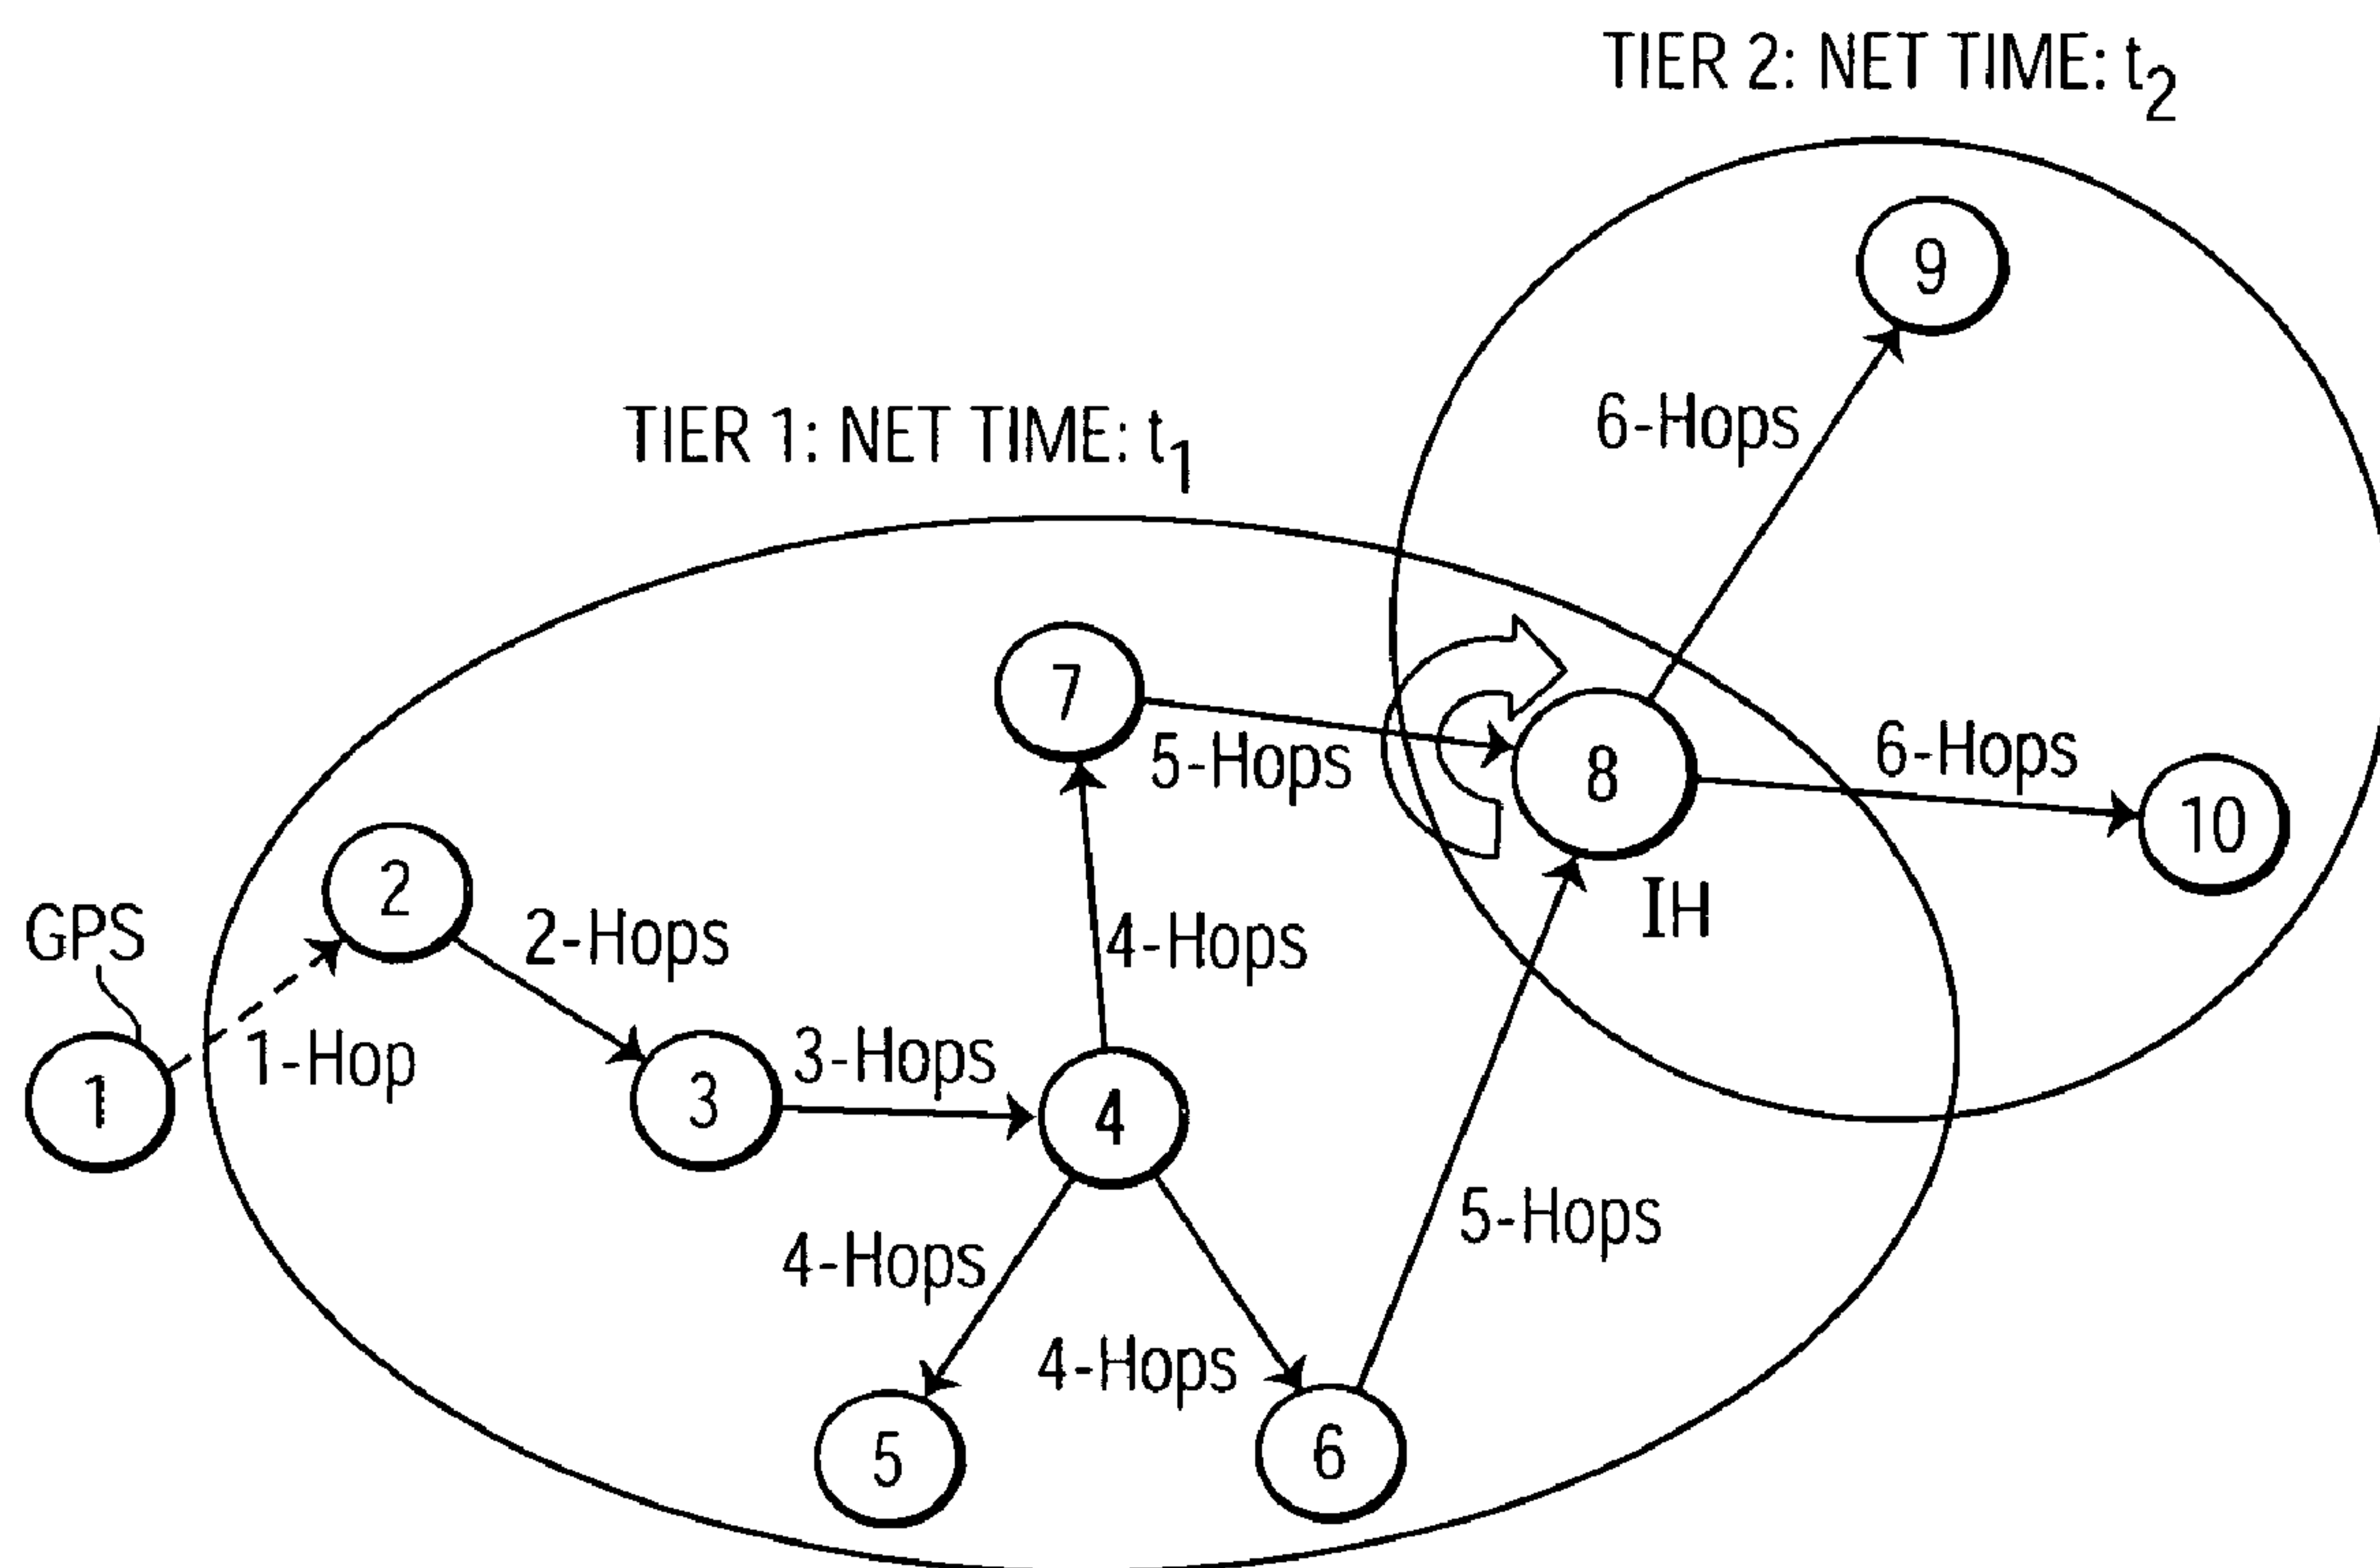 TIER 2: NET TIME: t2
9
6-Hops
TIER 1: NET TIME: t1
7
5-Hops
8
6-Hops
10
IH
2
GPS
2-Hops
4-Hops
1-Hop
1
3
3-Hops
4
5-Hops
4-Hops
4-Hops
5
6